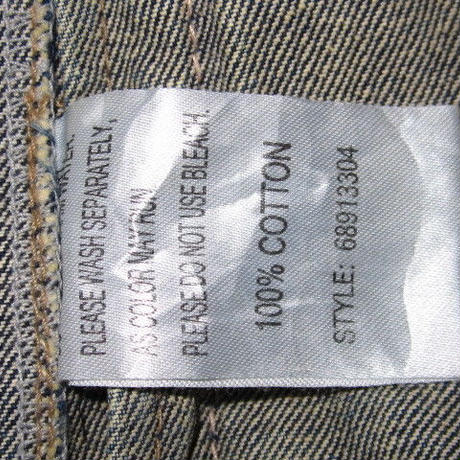 PLEASE WASH SEPARATELY,
AS COLOR MAY RUN.
PLEASE DO NOT USE BLEACH.
100% COTTON
STYLE: 68913304